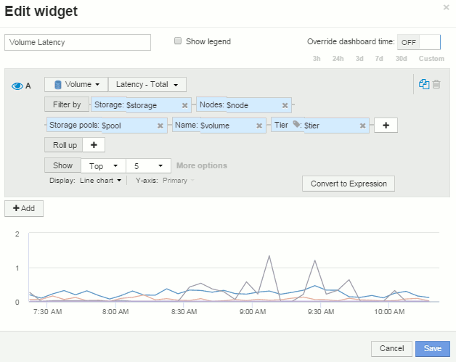 Edit widget
Volume Latency
Show legend
Override dashboard time: OFF
3h 24h 3d 7d 30d Custom
A Volume Latency - Total
Filter by Storage: $storage Nodes: $node
Storage pools: $pool Name: $volume Tier $tier
Roll up
Show Top 5 More options
Display: Line chart Y-axis: Primary
Convert to Expression
+ Add
2
1
0
7:30 AM 8:00 AM 8:30 AM 9:00 AM 9:30 AM 10:00 AM
Cancel Save